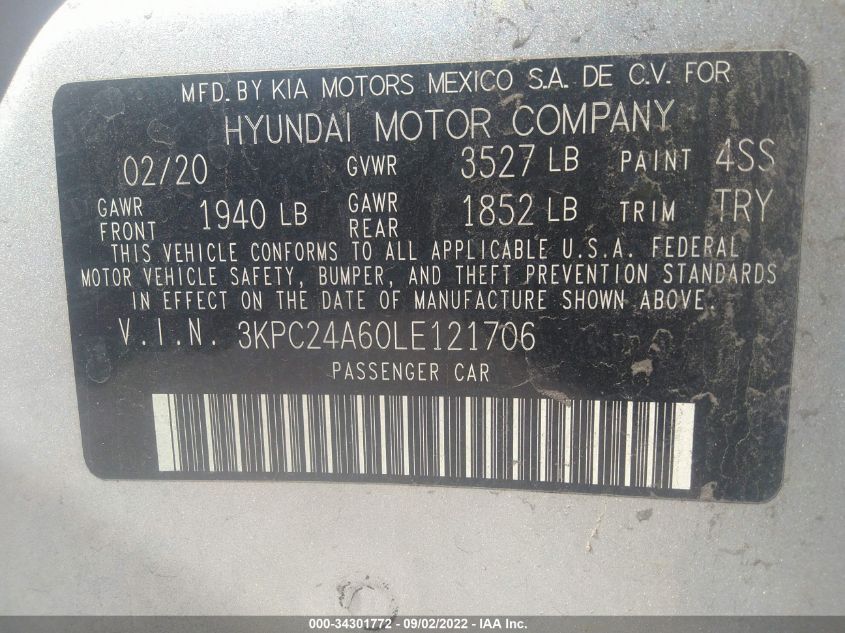 MFD. BY KIA MOTORS MEXICO S.A. DE C.V. FOR
HYUNDAI MOTOR COMPANY
02/20 GVWR 3527 LB PAINT 4SS
GAWR FRONT 1940 LB GAWR REAR 1852 LB TRIM TRY
THIS VEHICLE CONFORMS TO ALL APPLICABLE U.S.A. FEDERAL
MOTOR VEHICLE SAFETY, BUMPER, AND THEFT PREVENTION STANDARDS
IN EFFECT ON THE DATE OF MANUFACTURE SHOWN ABOVE.
V.I.N. 3KPC24A60LE121706
PASSENGER CAR
000-34301772 - 09/02/2022 - IAA Inc.